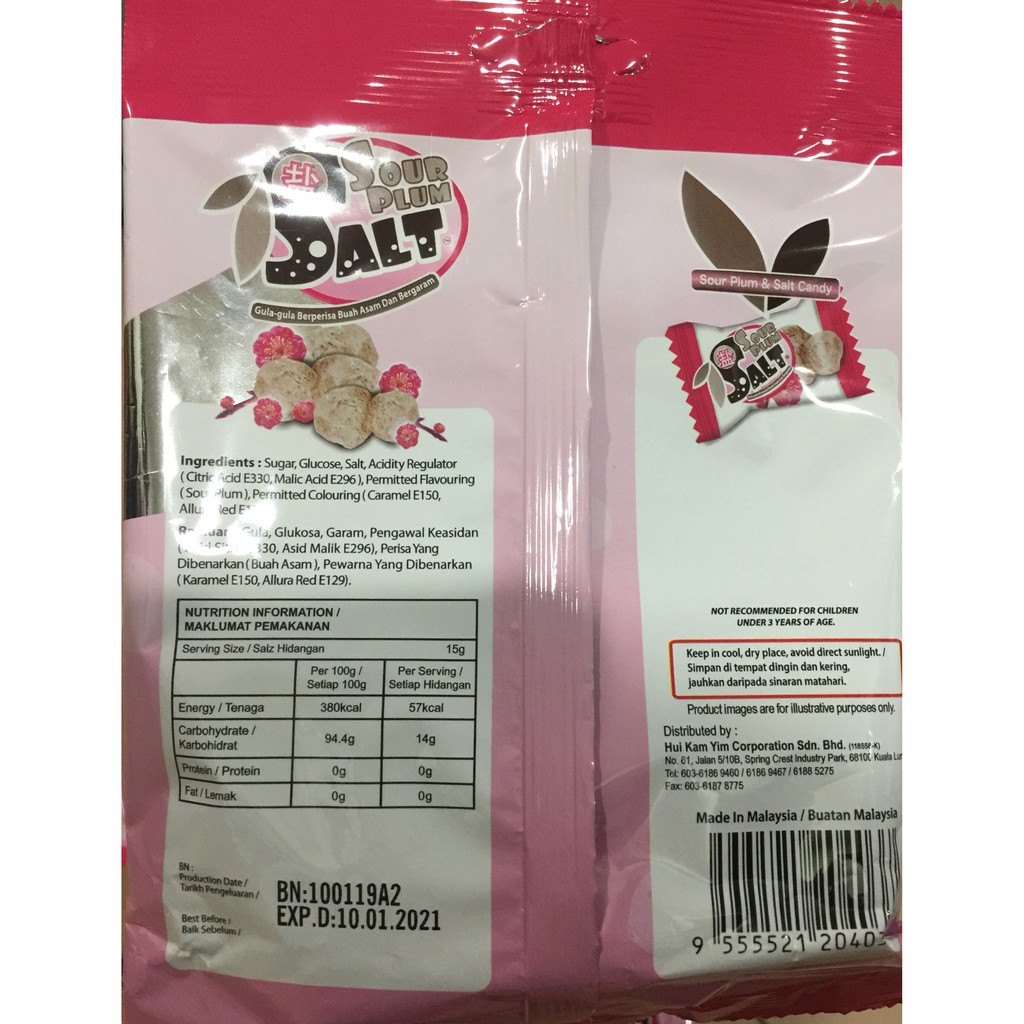 SOUR
PLUM
SALT
Gula-gula Berperisa Buah Asam Dan Bergaram
Ingredients : Sugar, Glucose, Salt, Acidity Regulator
( Citric Acid E330, Malic Acid E296 ), Permitted Flavouring
( Sour Plum ), Permitted Colouring ( Caramel E150,
Red
Gula, Glukosa, Garam, Pengawal Keasidan
Asid Malik E296), Perisa Yang
Dibenarkan ( Buah Asam ), Pewarna Yang Dibenarkan
( Karamel E150, Allura Red E129).
NUTRITION INFORMATION /
MAKLUMAT PEMAKANAN
Serving Size / Saiz Hidangan 15g
Per 100g / Per Serving /
Setiap 100g Setiap Hidangan
Energy / Tenaga 380kcal 57kcal
Carbohydrate /
Karbohidrat 94.4g 14g
Protein / Protein 0g 0g
Fat / Lemak 0g 0g
BN :
Production Date /
Tarikh Pengeluaran /
Best Before /
Baik Sebelum /
BN:100119A2
EXP.D:10.01.2021
Sour Plum & Salt Candy
SOUR
PLUM
SALT
NOT RECOMMENDED FOR CHILDREN
UNDER 3 YEARS OF AGE.
Keep in cool, dry place, avoid direct sunlight. /
Simpan di tempat dingin dan kering,
jauhkan daripada sinaran matahari.
Product images are for illustrative purposes only.
Distributed by :
Hui Kam Yim Corporation Sdn. Bhd.
No. 61, Jalan 5/10B, Spring Crest Industry Park, 68100 Kuala
Tel: 603-6186 9460 / 6186 9467 / 6188 5275
Fax: 603-6187 8775
Made In Malaysia / Buatan Malaysia
9 555521 20403